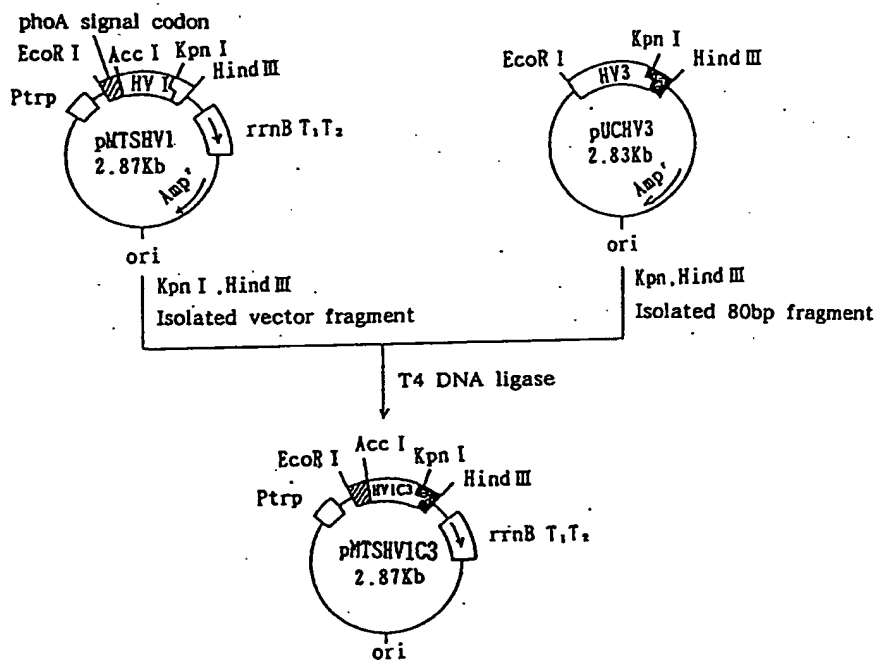 phoA signal codon
EcoR I
Acc I
Kpn I
Hind III
Ptrp
HV I
rrnB T₁T₂
pMTSHV1
2.87Kb
Ampʳ
ori
Kpn I
EcoR I
HV3
Hind III
pUCHV3
2.83Kb
Ampʳ
ori
Kpn I ,Hind III
Isolated vector fragment
Kpn,Hind III
Isolated 80bp fragment
T4 DNA ligase
EcoR I
Acc I
Kpn I
Hind III
Ptrp
HV1C3
rrnB T₁T₂
pMTSHV1C3
2.87Kb
ori